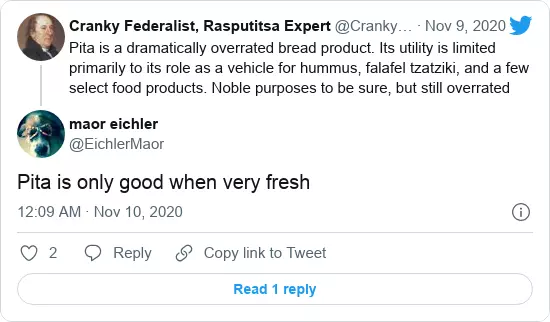 Cranky Federalist, Rasputitsa Expert @Cranky... · Nov 9, 2020
Pita is a dramatically overrated bread product. Its utility is limited
primarily to its role as a vehicle for hummus, falafel tzatziki, and a few
select food products. Noble purposes to be sure, but still overrated
maor eichler
@EichlerMaor
Pita is only good when very fresh
12:09 AM · Nov 10, 2020
2 Reply Copy link to Tweet
Read 1 reply